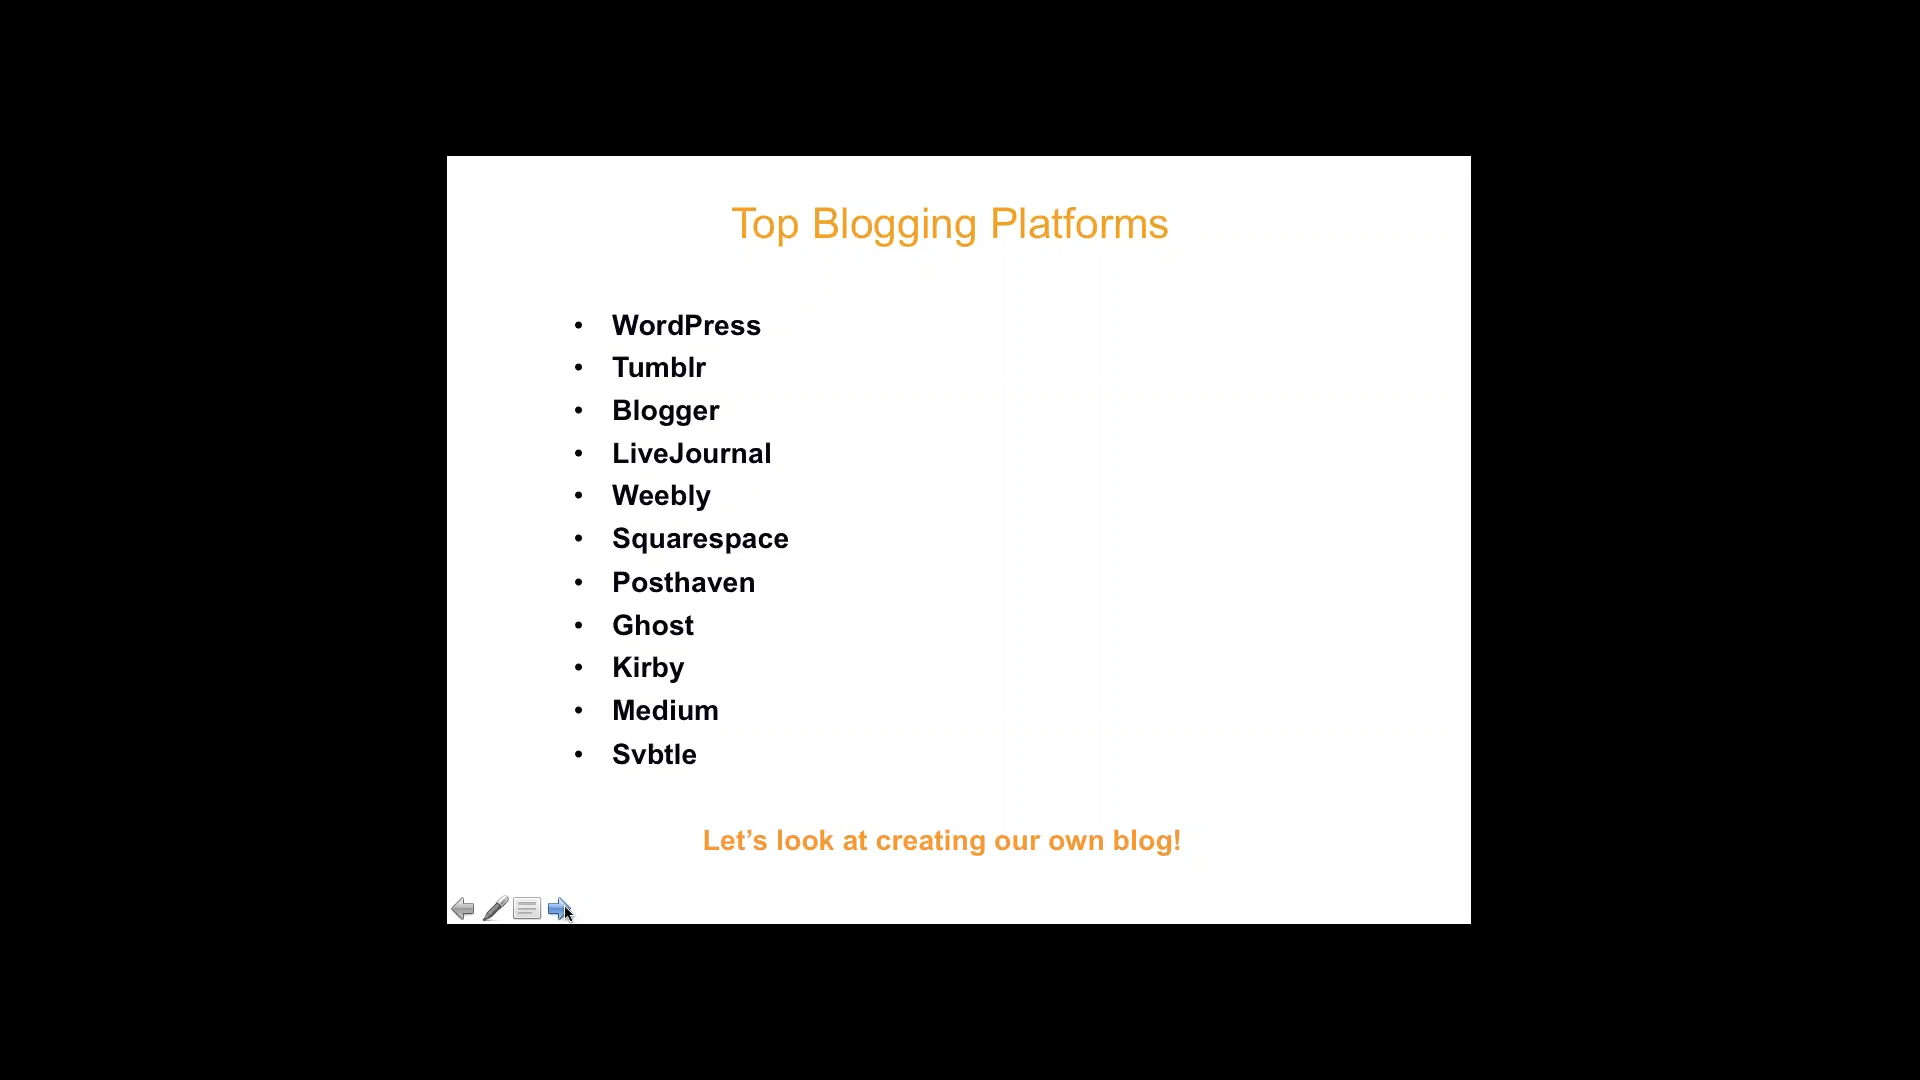 Top Blogging Platforms
• WordPress
• Tumblr
• Blogger
• LiveJournal
• Weebly
• Squarespace
• Posthaven
• Ghost
• Kirby
• Medium
• Svbtle
Let’s look at creating our own blog!